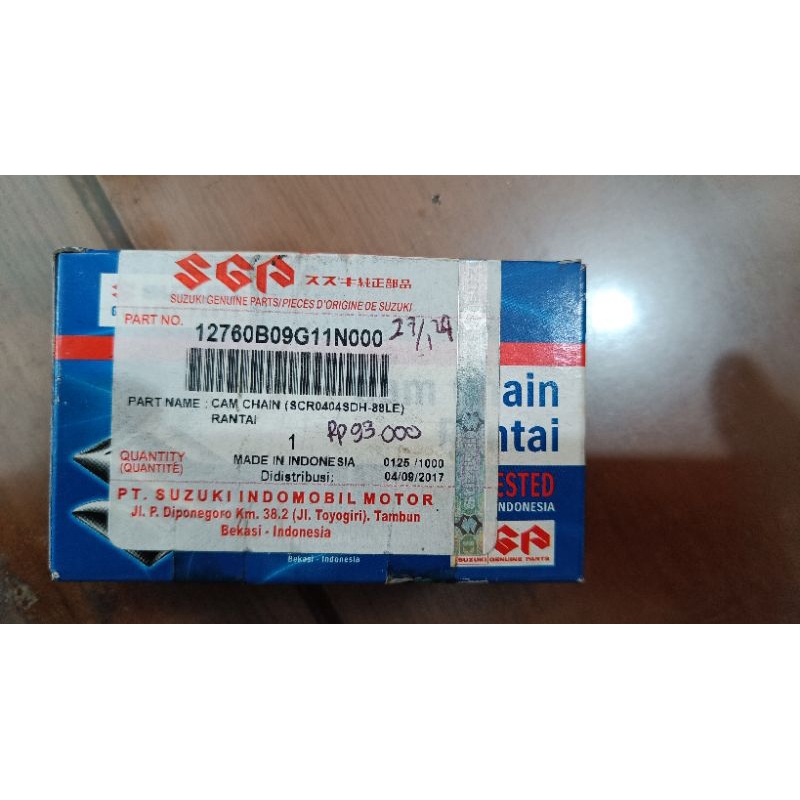 SGP スズキ純正部品
SUZUKI GENUINE PARTS/PIECES D'ORIGINE DE SUZUKI
PART NO. 12760B09G11N000
PART NAME : CAM CHAIN (SCR0404SDH-88LE)
RANTAI
1 Rp 93.000
QUANTITY
(QUANTITÉ)
MADE IN INDONESIA 0125 /1000
Didistribusi: 04/09/2017
PT. SUZUKI INDOMOBIL MOTOR
Jl. P. Diponegoro Km. 38.2 (Jl. Toyogiri). Tambun
Bekasi - Indonesia
Bekasi - Indonesia
am ain
ntai
ESTED
INDONESIA
SGP
SUZUKI GENUINE PARTS